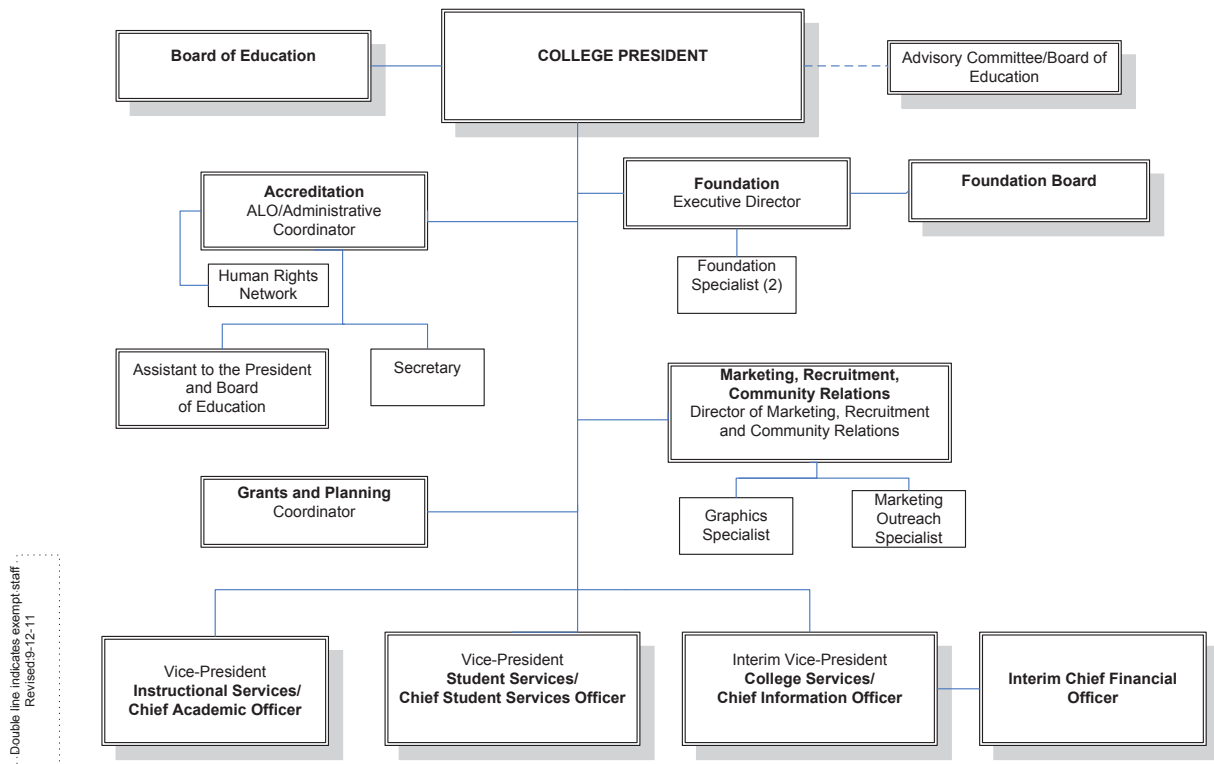 Board of Education
COLLEGE PRESIDENT
Advisory Committee/Board of
Education
Accreditation
ALO/Administrative
Coordinator
Foundation
Executive Director
Foundation Board
Human Rights
Network
Foundation
Specialist (2)
Assistant to the President
and Board
of Education
Secretary
Marketing, Recruitment,
Community Relations
Director of Marketing, Recruitment
and Community Relations
Grants and Planning
Coordinator
Graphics
Specialist
Marketing
Outreach
Specialist
Double line indicates exempt staff
Revised:9-12-11
Vice-President
Instructional Services/
Chief Academic Officer
Vice-President
Student Services/
Chief Student Services Officer
Interim Vice-President
College Services/
Chief Information Officer
Interim Chief Financial
Officer